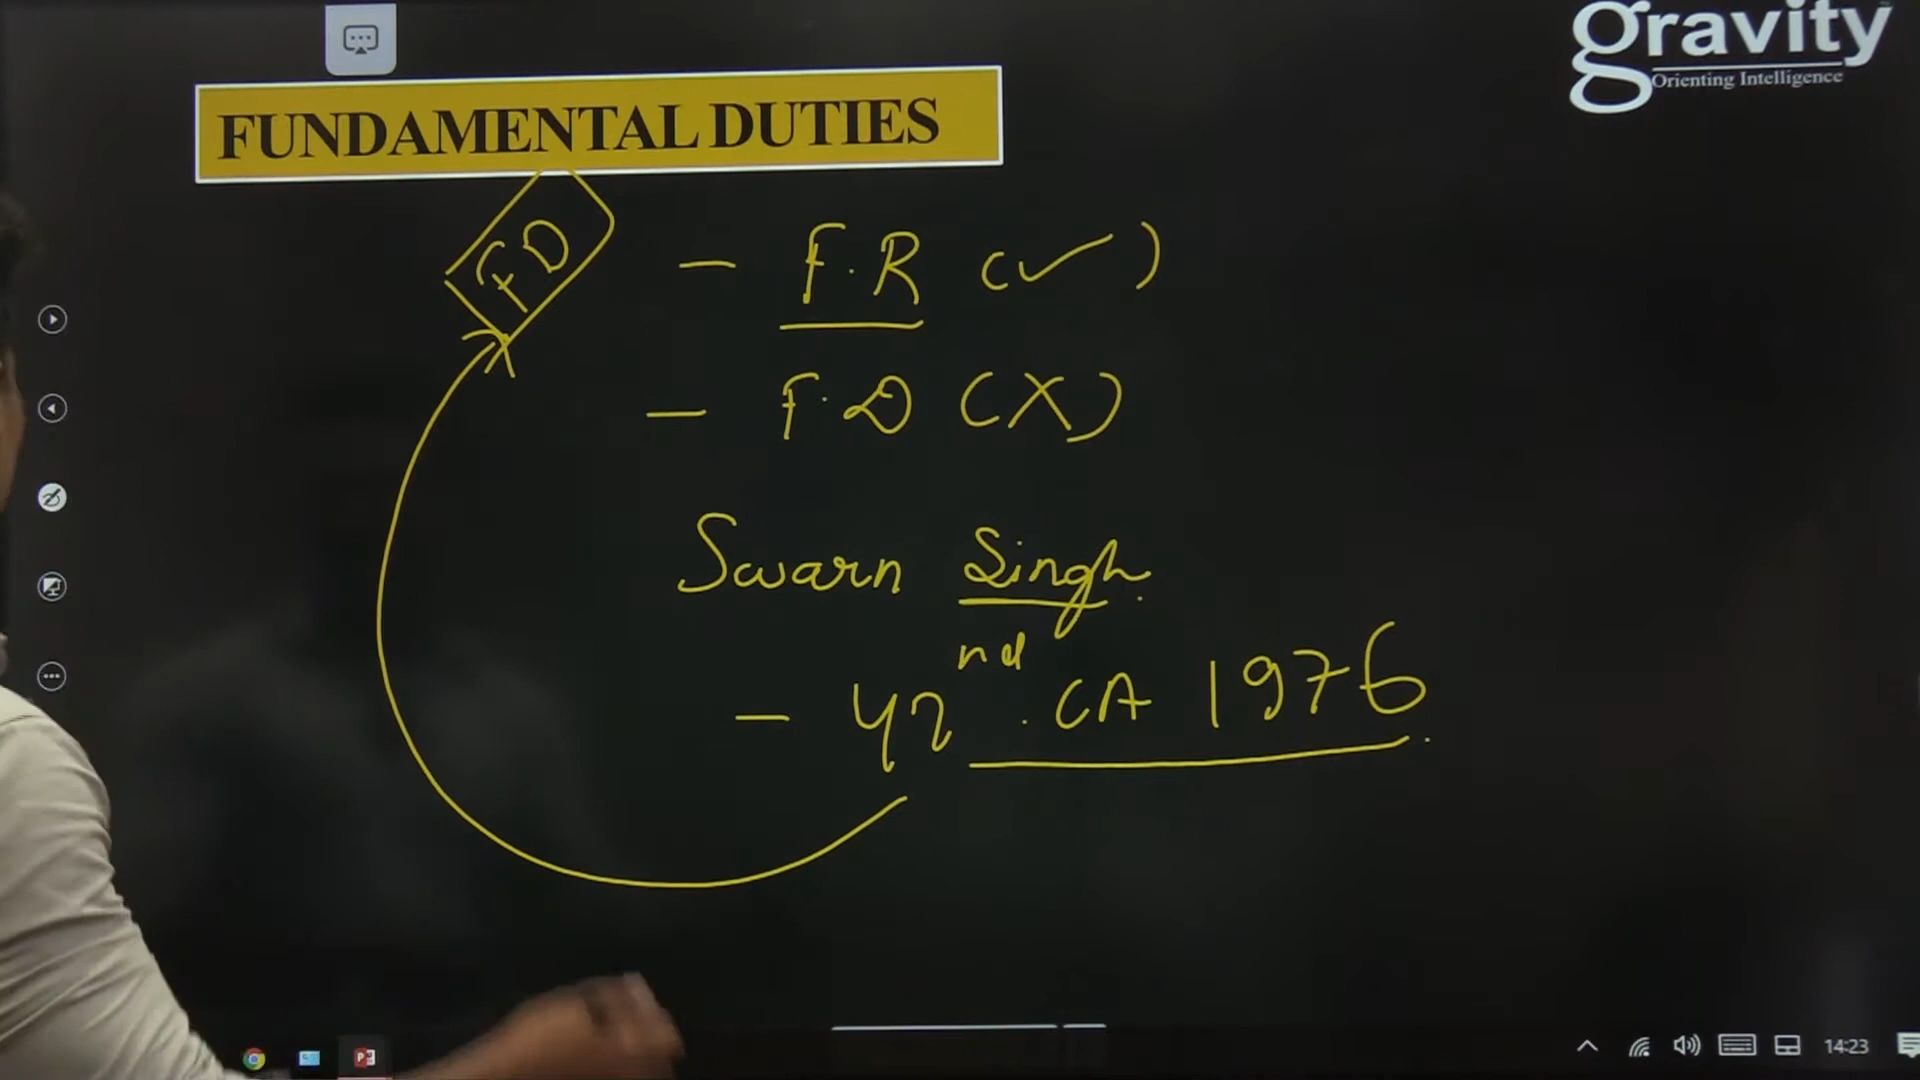 gravity
Orienting Intelligence
FUNDAMENTAL DUTIES
FD
- F.R (✓)
- F.D (X)
Swarn Singh.
- 42nd . CA 1976.
14:23